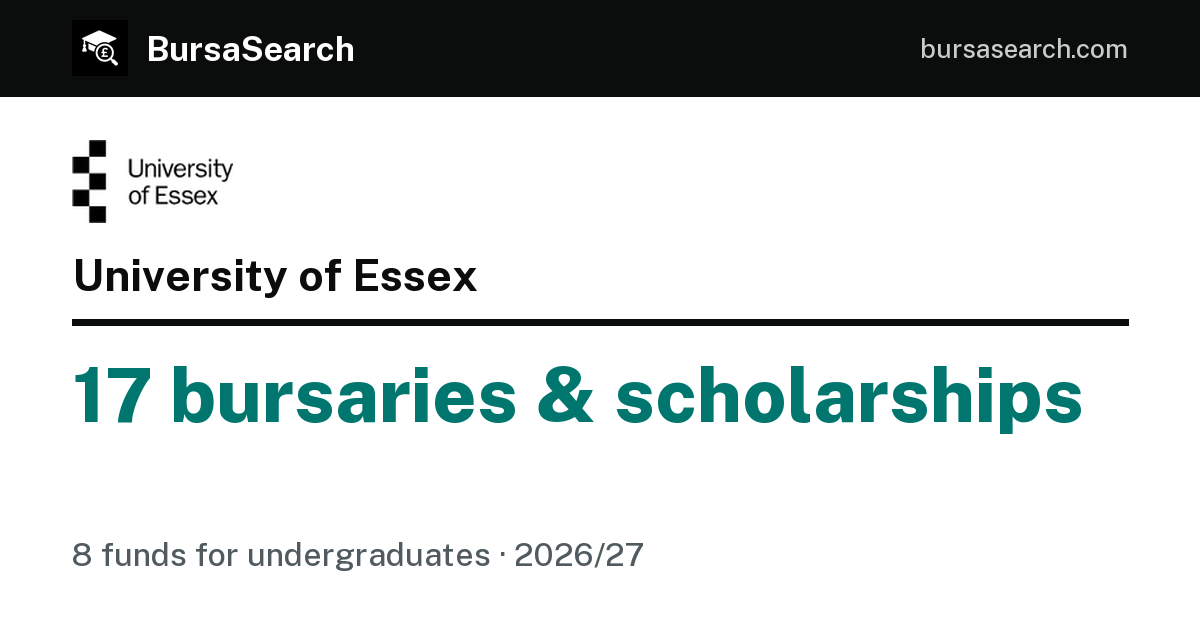 £
BursaSearch
bursasearch.com
University
of Essex
University of Essex
17 bursaries & scholarships
8 funds for undergraduates · 2026/27